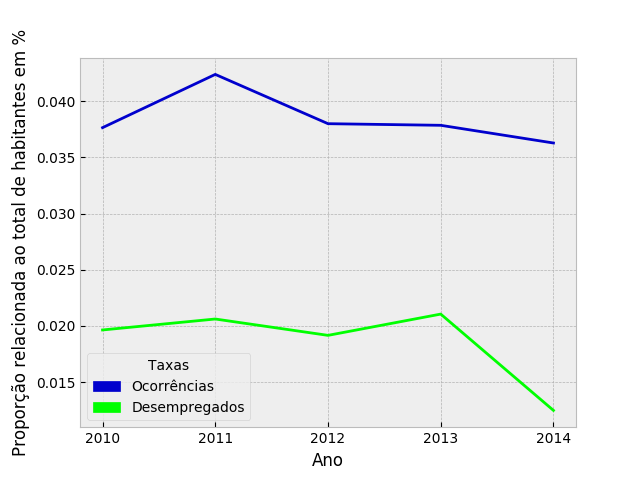 Proporção relacionada ao total de habitantes em %
0.040
0.035
0.030
0.025
0.020
0.015
Taxas
Ocorrências
Desempregados
2010 2011 2012 2013 2014
Ano